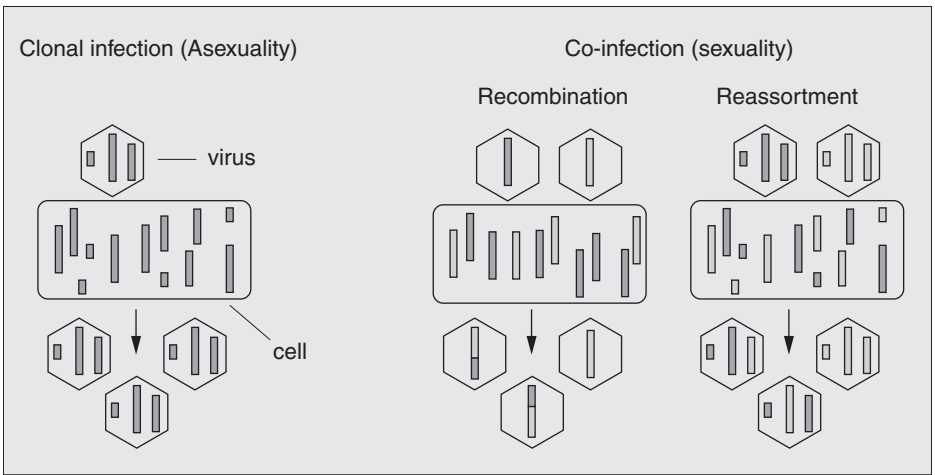 Clonal infection (Asexuality)
Co-infection (sexuality)
Recombination
Reassortment
virus
cell